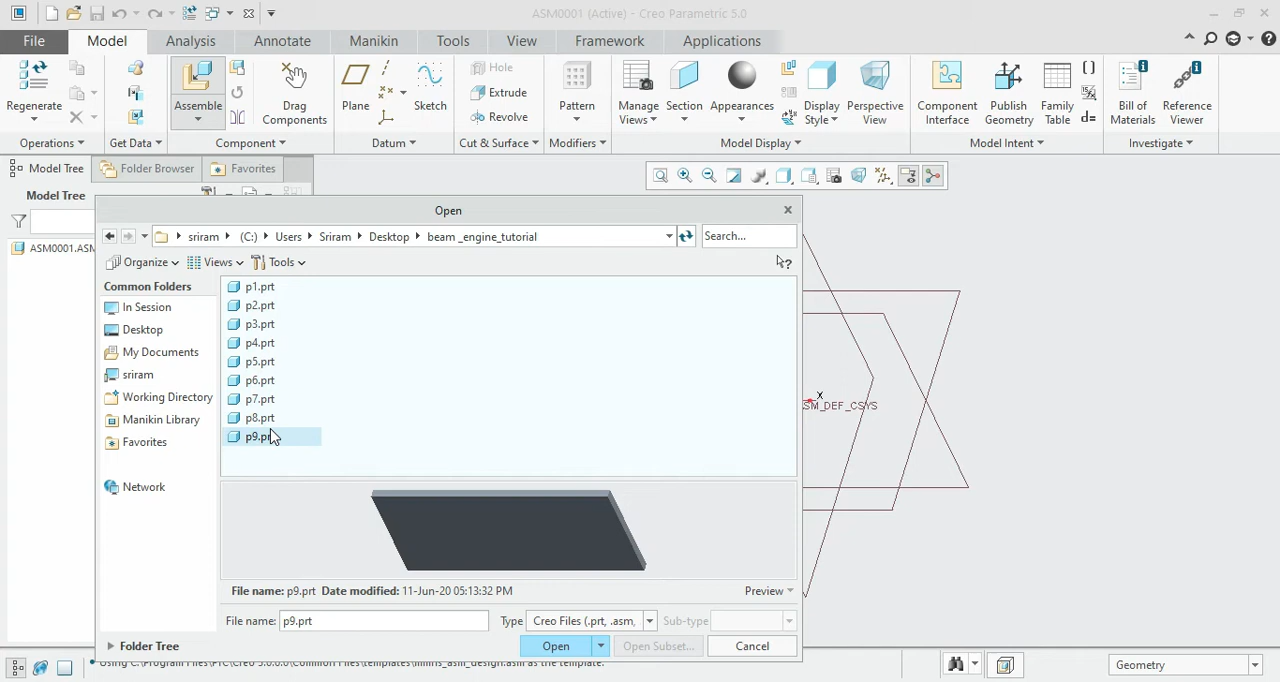 ASM0001 (Active) - Creo Parametric 5.0
File Model Analysis Annotate Manikin Tools View Framework Applications
Regenerate
Assemble
Drag Components
Plane
Sketch
Hole
Extrude
Revolve
Pattern
Manage Views
Section
Appearances
Display Style
Perspective View
Component Interface
Publish Geometry
Family Table
Bill of Materials
Reference Viewer
Operations Get Data Component Datum Cut & Surface Modifiers Model Display Model Intent Investigate
Model Tree Folder Browser Favorites
Model Tree
ASM0001.ASM
Open
sriram (C:) Users Sriram Desktop beam _engine_tutorial
Search...
Organize Views Tools
Common Folders
In Session
Desktop
My Documents
sriram
Working Directory
Manikin Library
Favorites
Network
p1.prt
p2.prt
p3.prt
p4.prt
p5.prt
p6.prt
p7.prt
p8.prt
p9.prt
File name: p9.prt Date modified: 11-Jun-20 05:13:32 PM
Preview
File name: p9.prt Type Creo Files (.prt, .asm, Sub-type
Folder Tree
Open Open Subset... Cancel
X
SM_DEF_CSYS
Geometry